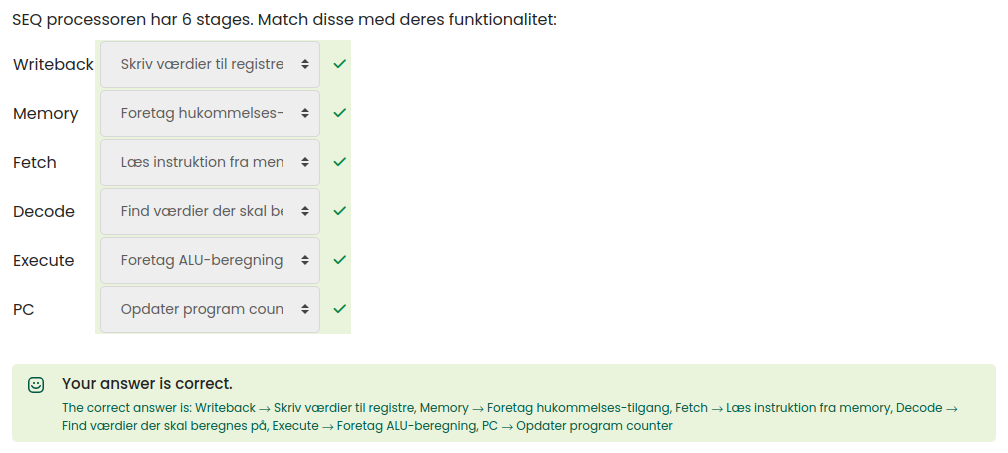 SEQ processoren har 6 stages. Match disse med deres funktionalitet:
Writeback Skriv værdier til registre
Memory Foretag hukommelses-
Fetch Læs instruktion fra mem
Decode Find værdier der skal be
Execute Foretag ALU-beregning
PC Opdater program coun
Your answer is correct.
The correct answer is: Writeback → Skriv værdier til registre, Memory → Foretag hukommelses-tilgang, Fetch → Læs instruktion fra memory, Decode →
Find værdier der skal beregnes på, Execute → Foretag ALU-beregning, PC → Opdater program counter